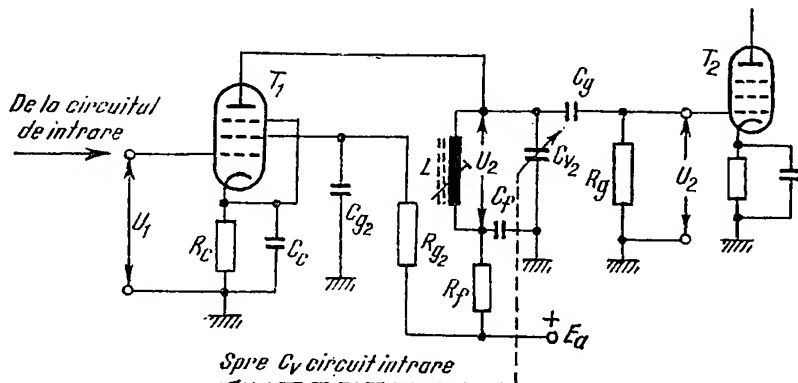 T1
T2
De la circuitul
de intrare
U1
Rc
Cc
Cg2
Rg2
L
U2
Cf
Rf
Cv2
Cg
Rg
U2
+
Ea
Spre Cv circuit intrare